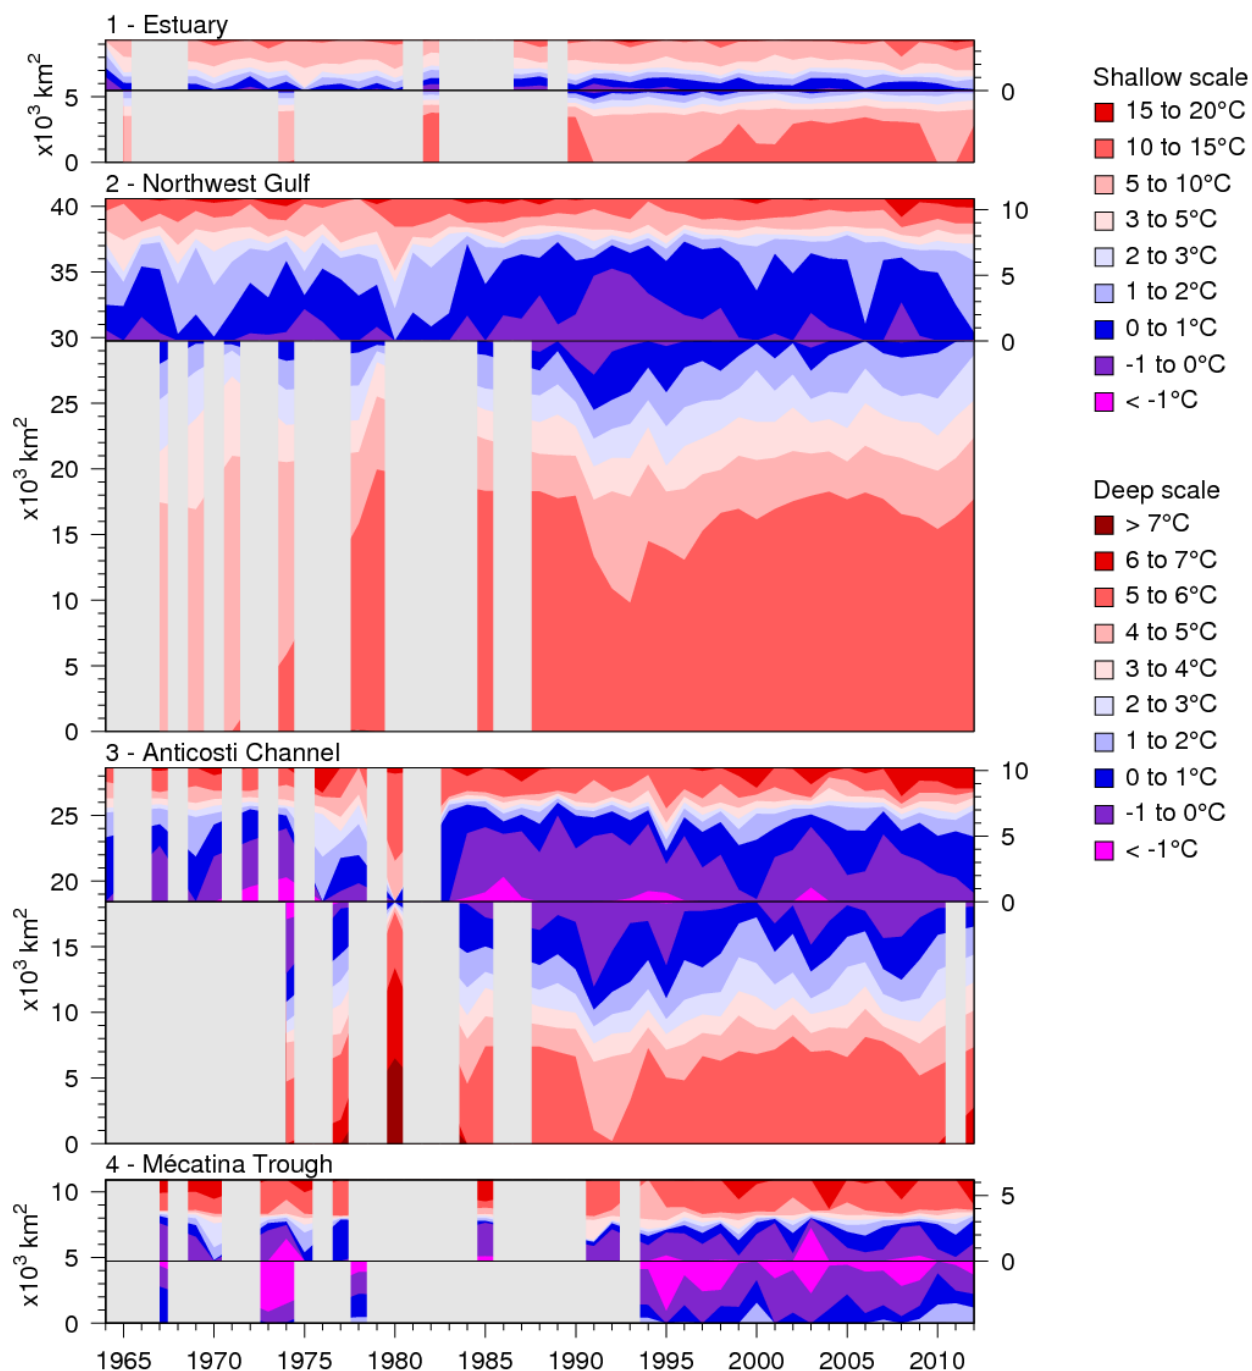 1 - Estuary
5
0
0
x10³ km²
2 - Northwest Gulf
40
35
30
25
20
15
10
5
0
10
5
0
x10³ km²
3 - Anticosti Channel
25
20
15
10
5
0
10
5
0
x10³ km²
4 - Mécatina Trough
10
5
0
5
0
x10³ km²
1965 1970 1975 1980 1985 1990 1995 2000 2005 2010
Shallow scale
15 to 20°C
10 to 15°C
5 to 10°C
3 to 5°C
2 to 3°C
1 to 2°C
0 to 1°C
-1 to 0°C
< -1°C
Deep scale
> 7°C
6 to 7°C
5 to 6°C
4 to 5°C
3 to 4°C
2 to 3°C
1 to 2°C
0 to 1°C
-1 to 0°C
< -1°C